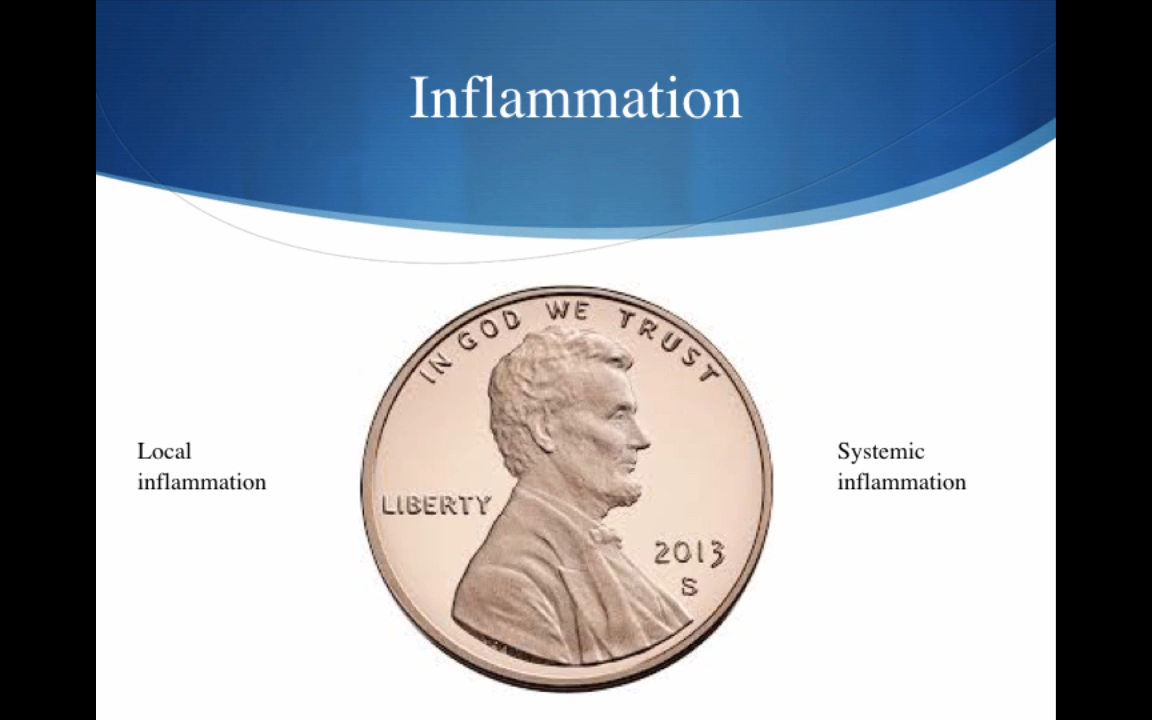 Inflammation
IN GOD WE TRUST
Local
inflammation
Systemic
inflammation
LIBERTY
2013
S